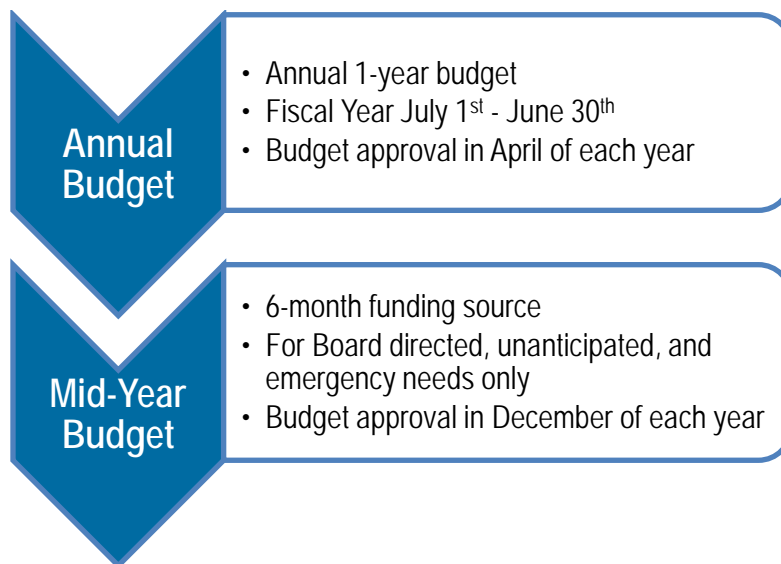 Annual
Budget
• Annual 1-year budget
• Fiscal Year July 1st - June 30th
• Budget approval in April of each year
Mid-Year
Budget
• 6-month funding source
• For Board directed, unanticipated, and
emergency needs only
• Budget approval in December of each year